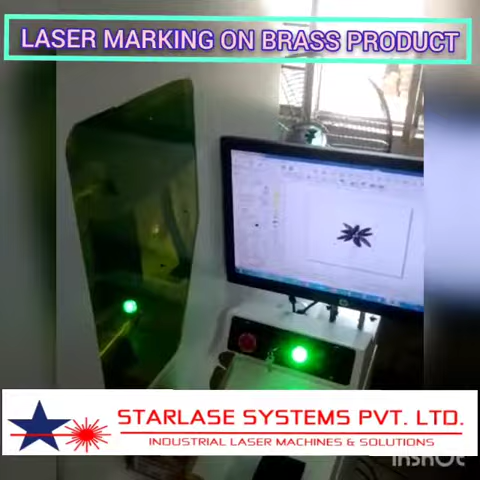 LASER MARKING ON BRASS PRODUCT
STARLASE SYSTEMS PVT. LTD.
INDUSTRIAL LASER MACHINES & SOLUTIONS
InShOt